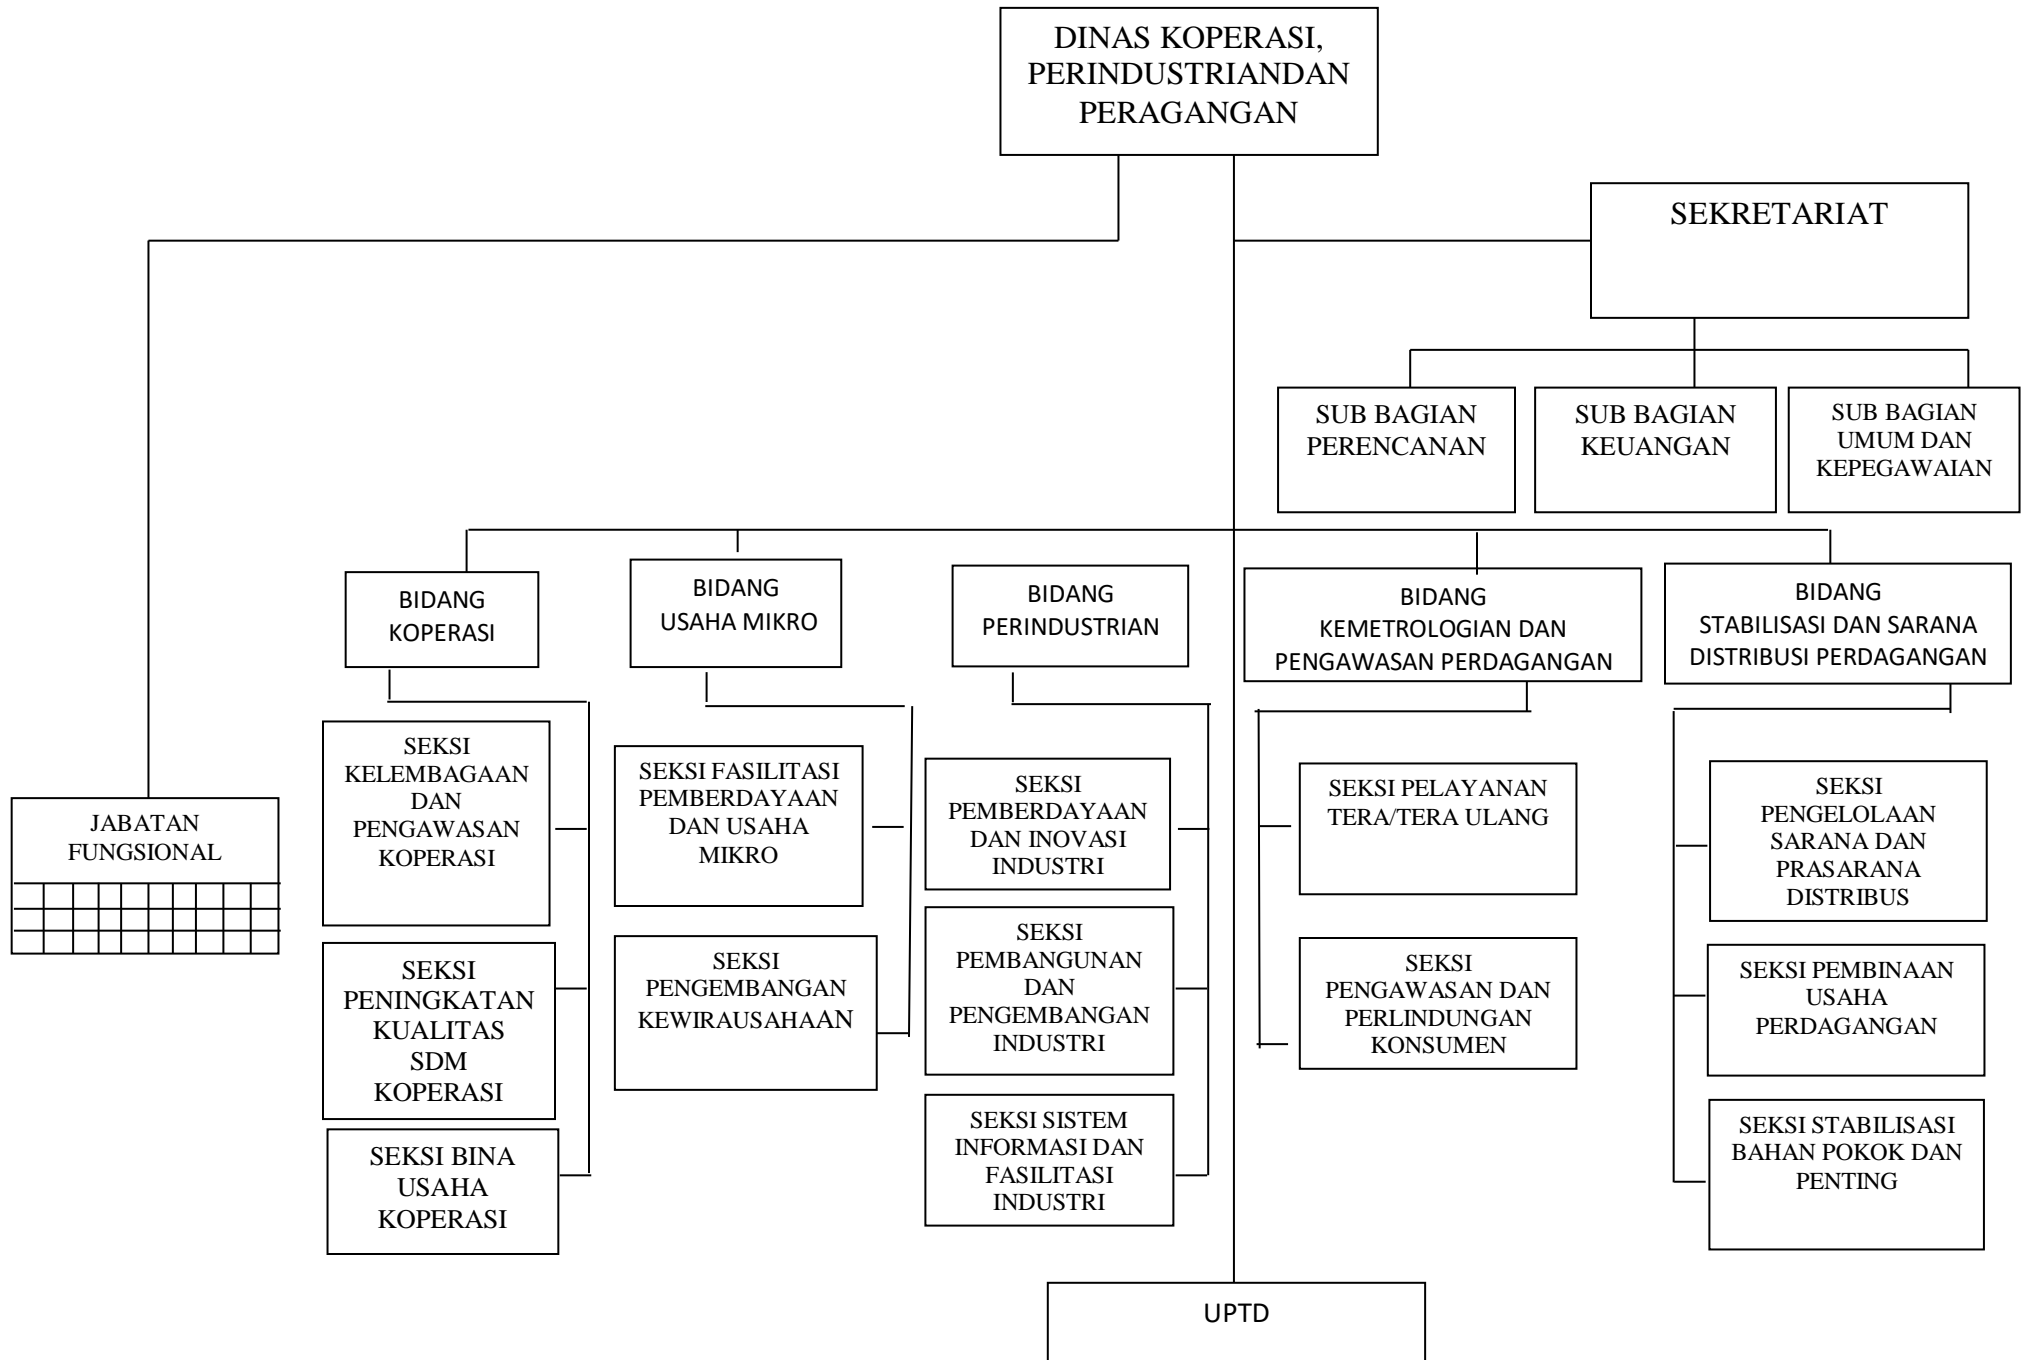 DINAS KOPERASI,
PERINDUSTRIANDAN
PERAGANGAN
SEKRETARIAT
SUB BAGIAN
PERENCANAN
SUB BAGIAN
KEUANGAN
SUB BAGIAN
UMUM DAN
KEPEGAWAIAN
BIDANG
KOPERASI
BIDANG
USAHA MIKRO
BIDANG
PERINDUSTRIAN
BIDANG
KEMETROLOGIAN DAN
PENGAWASAN PERDAGANGAN
BIDANG
STABILISASI DAN SARANA
DISTRIBUSI PERDAGANGAN
JABATAN
FUNGSIONAL
SEKSI
KELEMBAGAAN
DAN
PENGAWASAN
KOPERASI
SEKSI
PENINGKATAN
KUALITAS
SDM
KOPERASI
SEKSI BINA
USAHA
KOPERASI
SEKSI FASILITASI
PEMBERDAYAAN
DAN USAHA
MIKRO
SEKSI
PENGEMBANGAN
KEWIRAUSAHAAN
SEKSI
PEMBERDAYAAN
DAN INOVASI
INDUSTRI
SEKSI
PEMBANGUNAN
DAN
PENGEMBANGAN
INDUSTRI
SEKSI SISTEM
INFORMASI DAN
FASILITASI
INDUSTRI
SEKSI PELAYANAN
TERA/TERA ULANG
SEKSI
PENGAWASAN DAN
PERLINDUNGAN
KONSUMEN
SEKSI
PENGELOLAAN
SARANA DAN
PRASARANA
DISTRIBUS
SEKSI PEMBINAAN
USAHA
PERDAGANGAN
SEKSI STABILISASI
BAHAN POKOK DAN
PENTING
UPTD